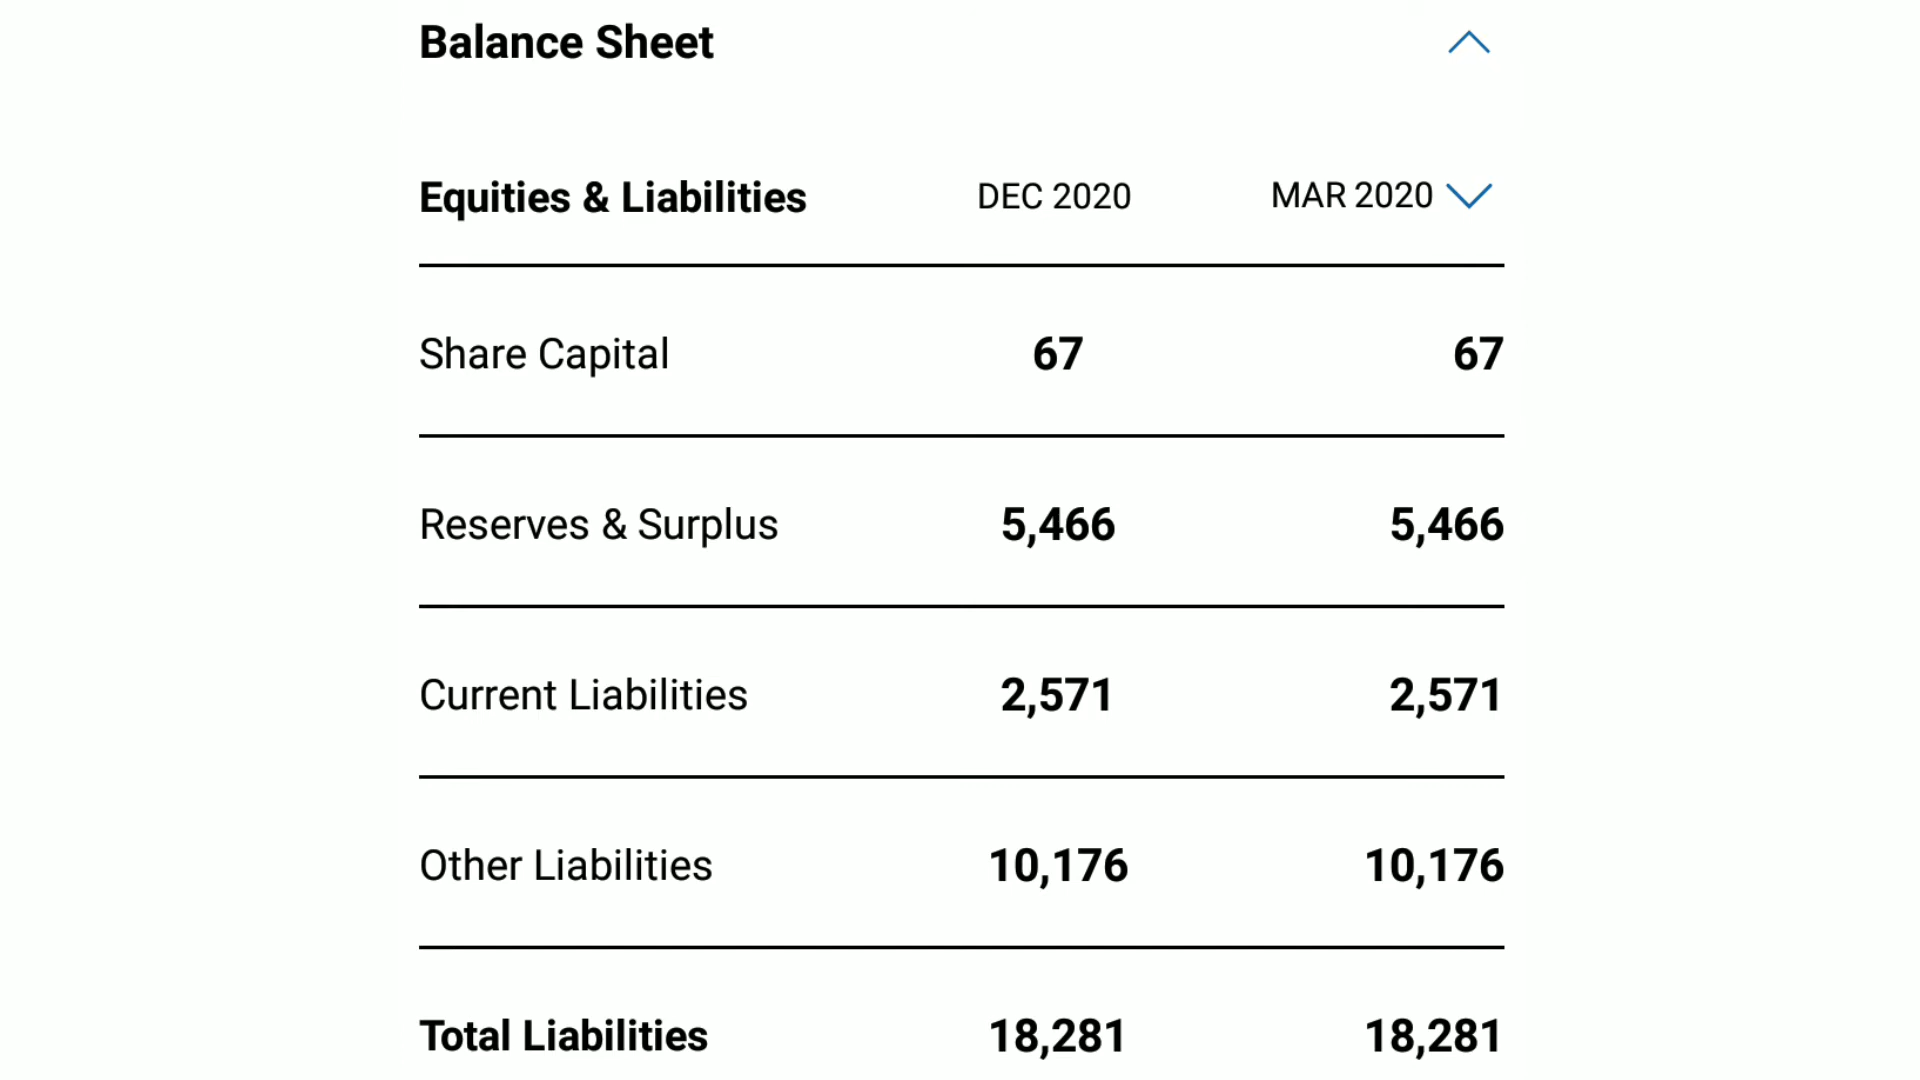 Balance Sheet
Equities & Liabilities DEC 2020 MAR 2020
Share Capital 67 67
Reserves & Surplus 5,466 5,466
Current Liabilities 2,571 2,571
Other Liabilities 10,176 10,176
Total Liabilities 18,281 18,281